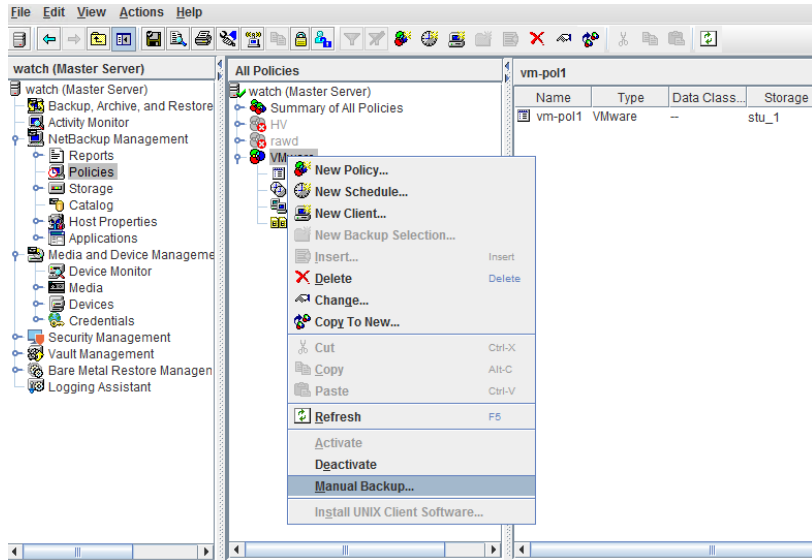 File Edit View Actions Help
watch (Master Server)
watch (Master Server)
Backup, Archive, and Restore
Activity Monitor
NetBackup Management
Reports
Policies
Storage
Catalog
Host Properties
Applications
Media and Device Manageme
Device Monitor
Media
Devices
Credentials
Security Management
Vault Management
Bare Metal Restore Managen
Logging Assistant
All Policies
watch (Master Server)
Summary of All Policies
HV
rawd
VMware
New Policy...
New Schedule...
New Client...
New Backup Selection...
Insert... Insert
Delete Delete
Change...
Copy To New...
Cut Ctrl-X
Copy Alt-C
Paste Ctrl-V
Refresh F5
Activate
Deactivate
Manual Backup...
Install UNIX Client Software...
vm-pol1
Name Type Data Class... Storage
vm-pol1 VMware -- stu_1